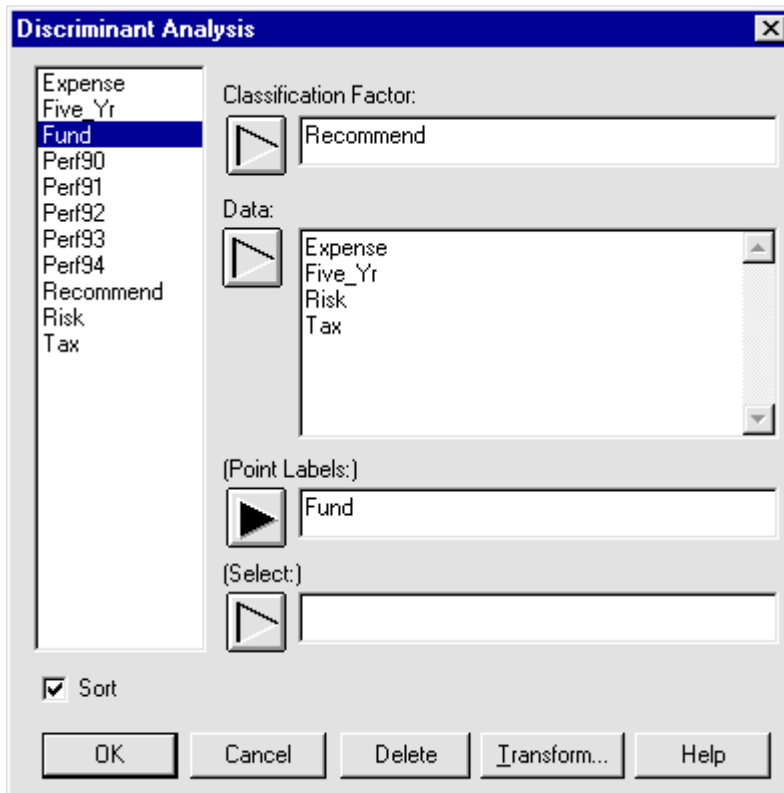 Discriminant Analysis
Expense
Five_Yr
Fund
Perf90
Perf91
Perf92
Perf93
Perf94
Recommend
Risk
Tax
Classification Factor:
Recommend
Data:
Expense
Five_Yr
Risk
Tax
(Point Labels:)
Fund
(Select:)
Sort
OK Cancel Delete Transform... Help